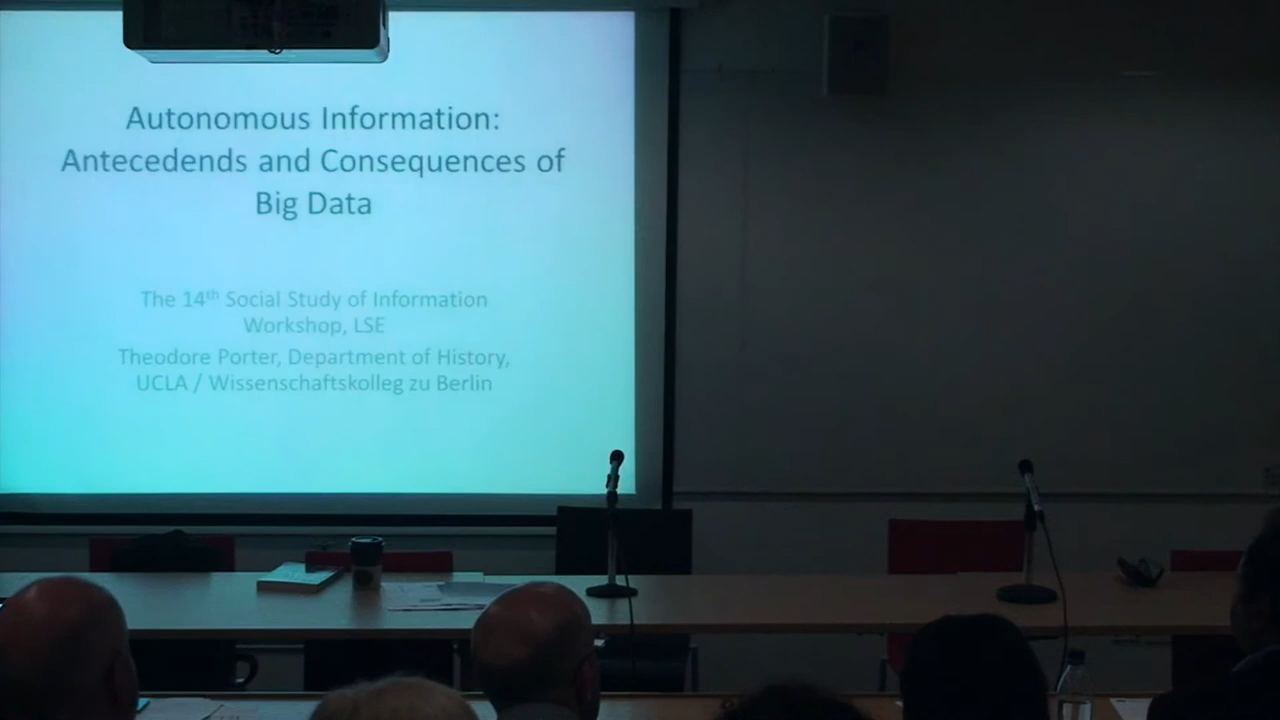 Autonomous Information:
Antecedends and Consequences of
Big Data
The 14th Social Study of Information
Workshop, LSE
Theodore Porter, Department of History,
UCLA / Wissenschaftskolleg zu Berlin